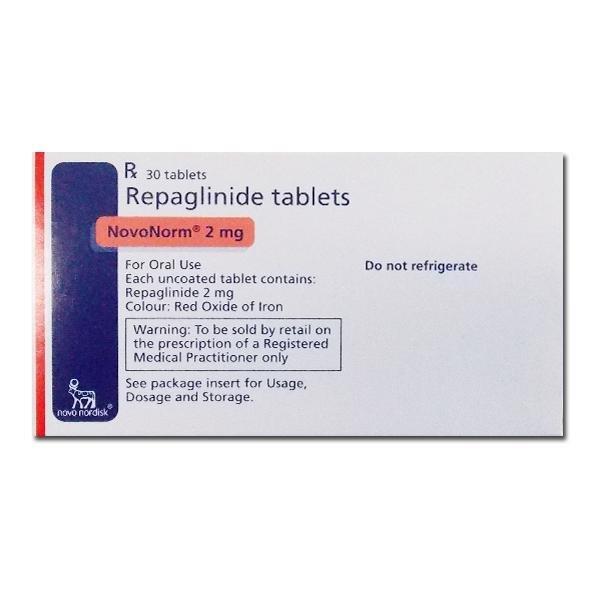 ℞ 30 tablets
Repaglinide tablets
NovoNorm® 2 mg
For Oral Use
Do not refrigerate
Each uncoated tablet contains:
Repaglinide 2 mg
Colour: Red Oxide of Iron
Warning: To be sold by retail on
the prescription of a Registered
Medical Practitioner only
See package insert for Usage,
Dosage and Storage.
novo nordisk®